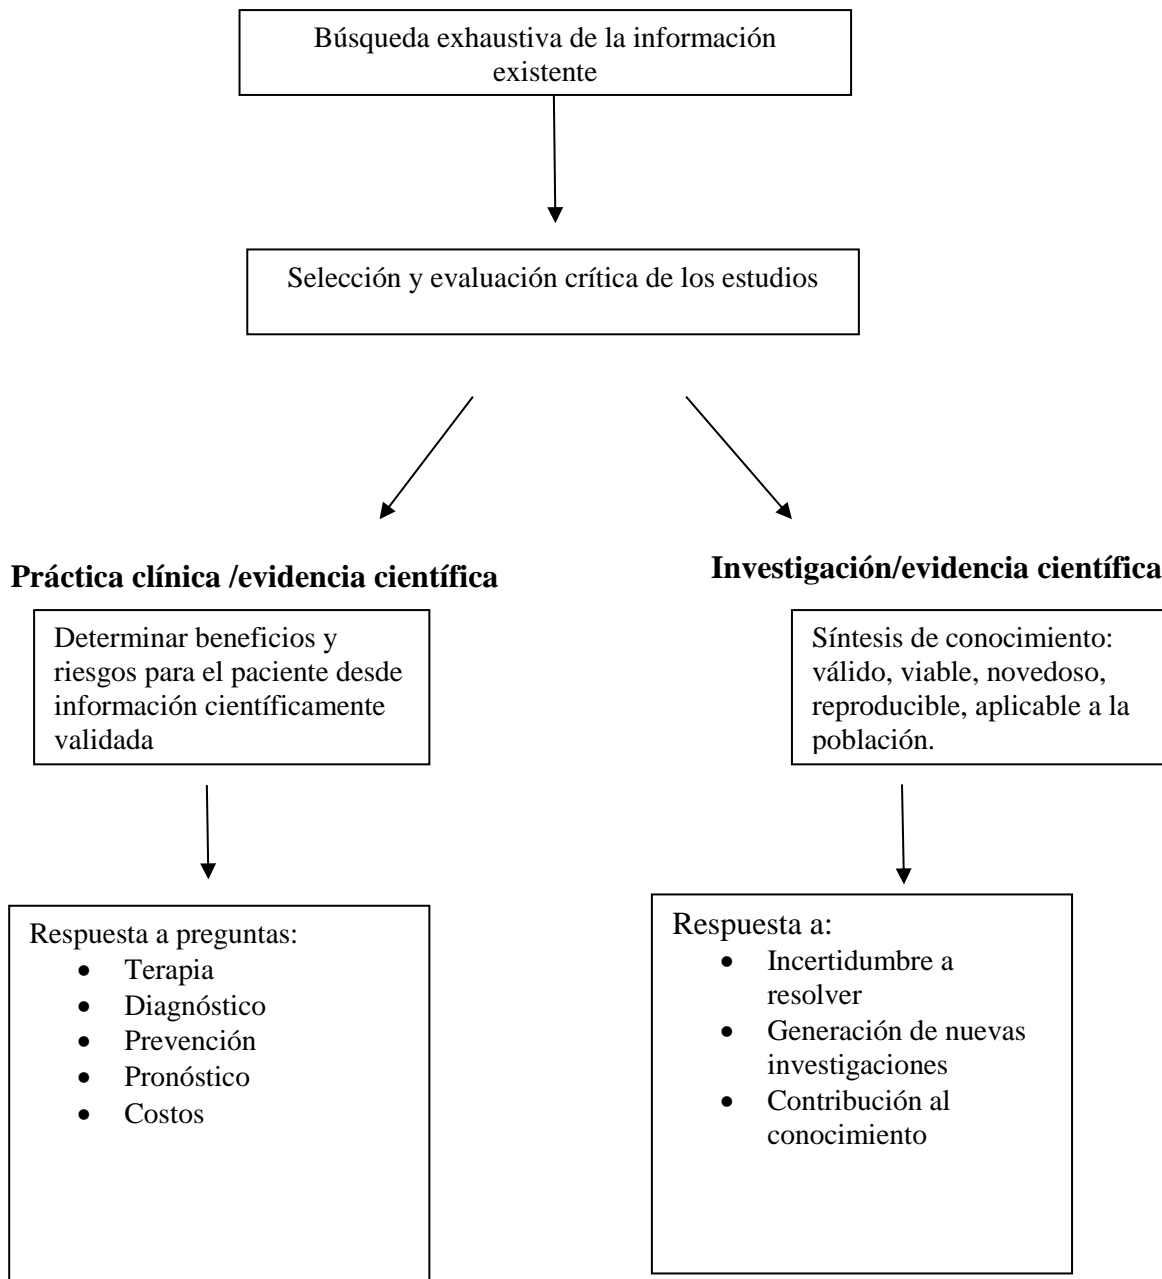 Búsqueda exhaustiva de la información
existente
Selección y evaluación crítica de los estudios
Práctica clínica /evidencia científica
Determinar beneficios y
riesgos para el paciente desde
información científicamente
validada
Respuesta a preguntas:
• Terapia
• Diagnóstico
• Prevención
• Pronóstico
• Costos
Investigación/evidencia científica
Síntesis de conocimiento:
válido, viable, novedoso,
reproducible, aplicable a la
población.
Respuesta a:
• Incertidumbre a
resolver
• Generación de nuevas
investigaciones
• Contribución al
conocimiento